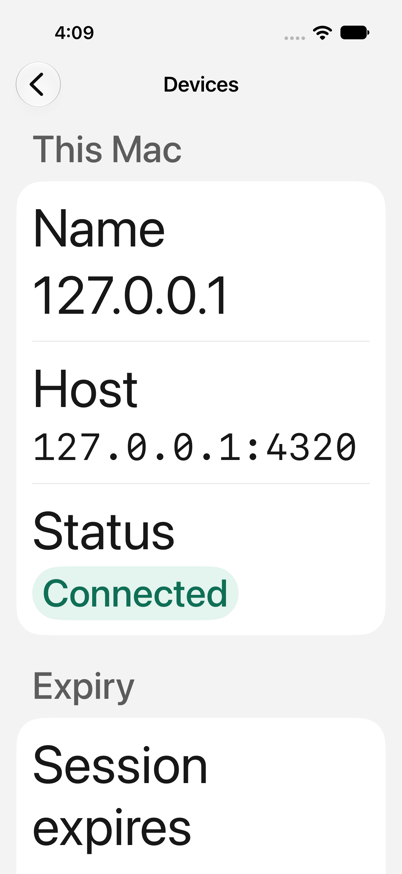 4:09
Devices
This Mac
Name
127.0.0.1
Host
127.0.0.1:4320
Status
Connected
Expiry
Session
expires